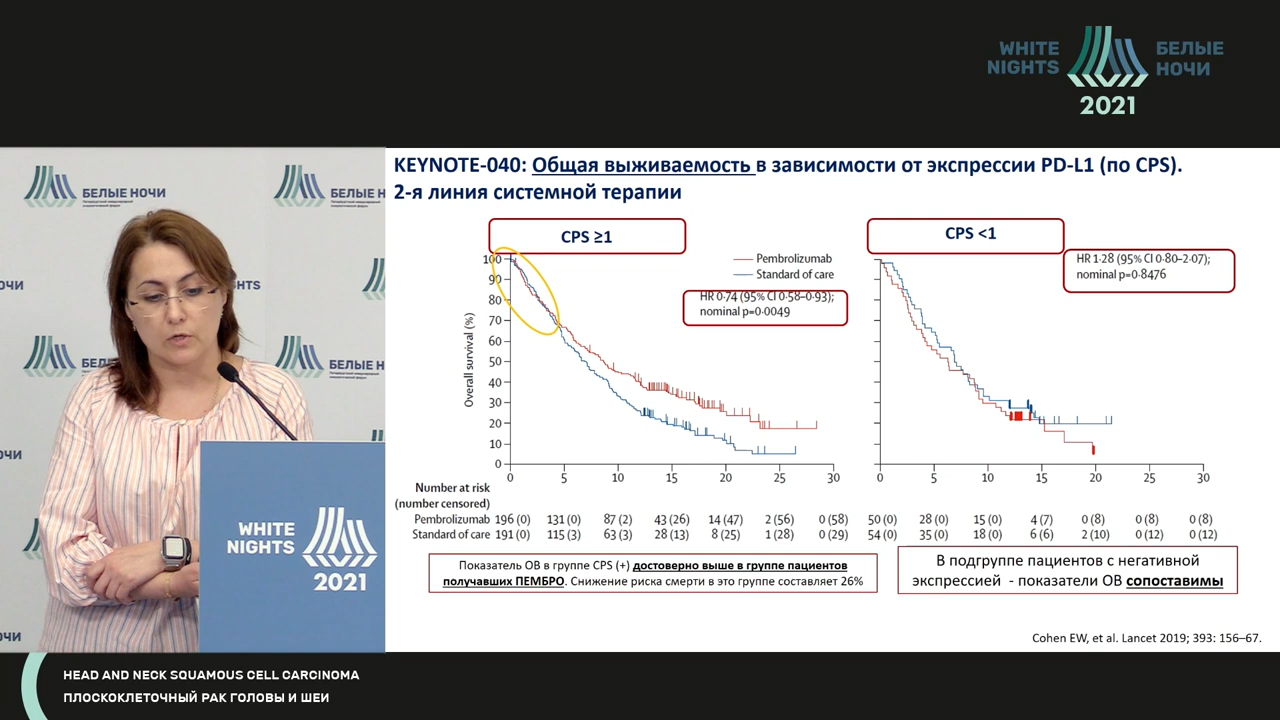 WHITE
NIGHTS
БЕЛЫЕ
НОЧИ
2021
БЕЛЫЕ НОЧИ
БЕЛЫЕ Н
НОЧИ
GHTS
БЕЛ
БЕЛЫЕ Н
НОЧИ
НОЧИ
WHITE
NIGHTS
2021
KEYNOTE-040: Общая выживаемость в зависимости от экспрессии PD-L1 (по CPS).
2-я линия системной терапии
CPS ≥1
Pembrolizumab
Standard of care
HR 0·74 (95% CI 0·58–0·93);
nominal p=0·0049
Overall survival (%)
100
90
80
70
60
50
40
30
20
10
0
0 5 10 15 20 25 30
CPS <1
HR 1·28 (95% CI 0·80–2·07);
nominal p=0·8476
0 5 10 15 20 25 30
Number at risk
(number censored)
Pembrolizumab 196 (0) 131 (0) 87 (2) 43 (26) 14 (47) 2 (56) 0 (58) 50 (0) 28 (0) 15 (0) 4 (7) 0 (8) 0 (8) 0 (8)
Standard of care 191 (0) 115 (3) 63 (3) 28 (13) 8 (25) 1 (28) 0 (29) 54 (0) 35 (0) 18 (0) 6 (6) 2 (10) 0 (12) 0 (12)
Показатель ОВ в группе CPS (+) достоверно выше в группе пациентов
получавших ПЕМБРО. Снижение риска смерти в это группе составляет 26%
В подгруппе пациентов с негативной
экспрессией - показатели ОВ сопоставимы
Cohen EW, et al. Lancet 2019; 393: 156–67.
HEAD AND NECK SQUAMOUS CELL CARCINOMA
ПЛОСКОКЛЕТОЧНЫЙ РАК ГОЛОВЫ И ШЕИ